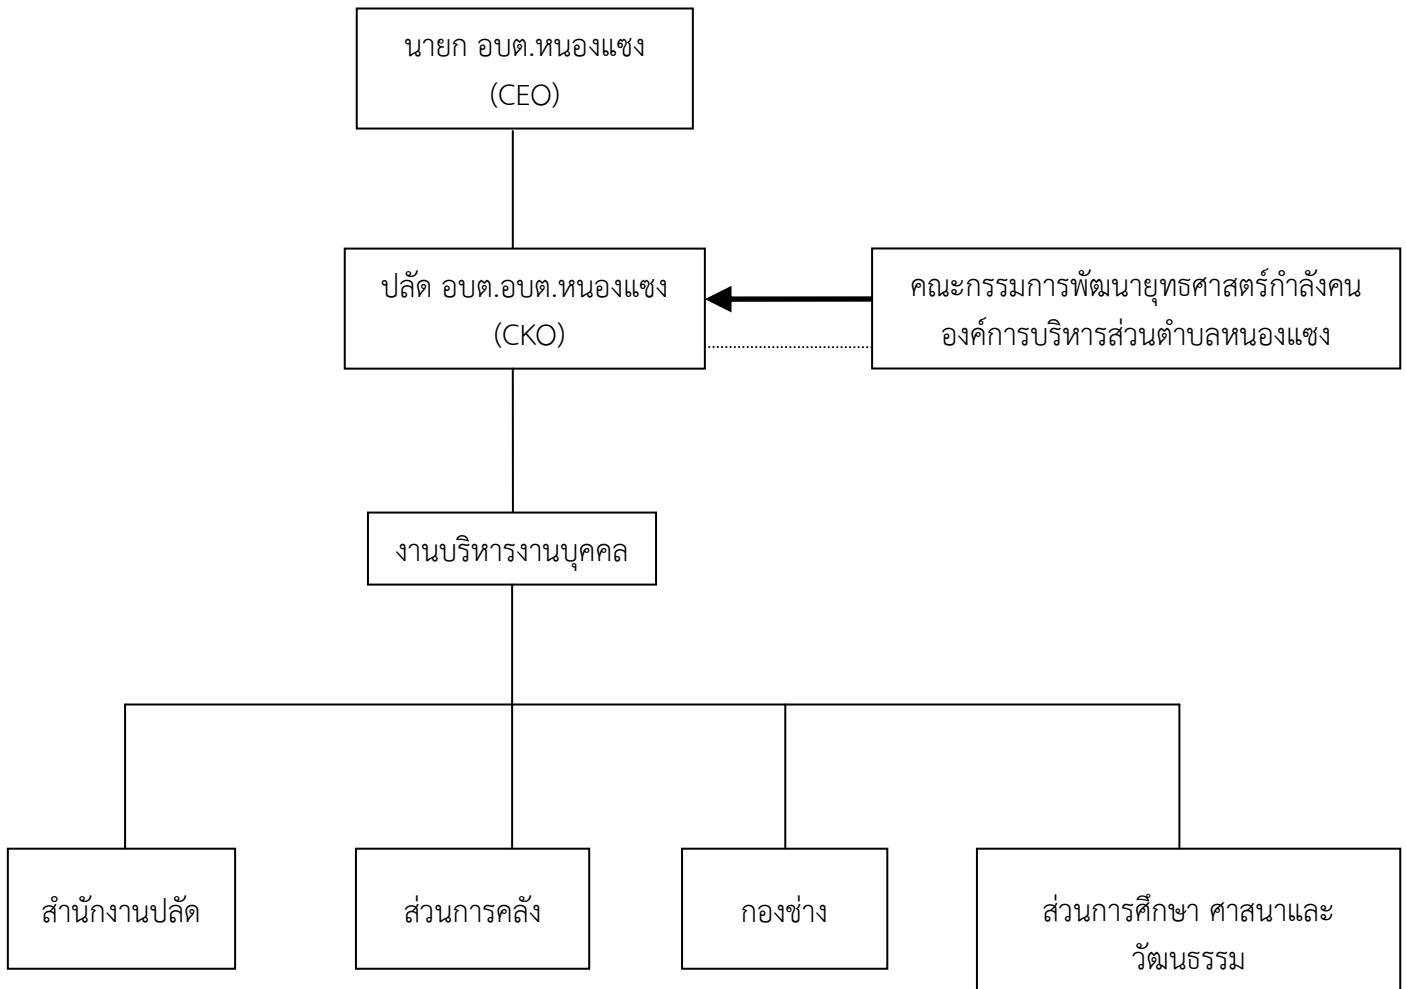 นายก อบต.หนองแซง
(CEO)
ปลัด อบต.อบต.หนองแซง
(CKO)
คณะกรรมการพัฒนายุทธศาสตร์กำลังคน
องค์การบริหารส่วนตำบลหนองแซง
งานบริหารงานบุคคล
สำนักงานปลัด
ส่วนการคลัง
กองช่าง
ส่วนการศึกษา ศาสนาและ
วัฒนธรรม